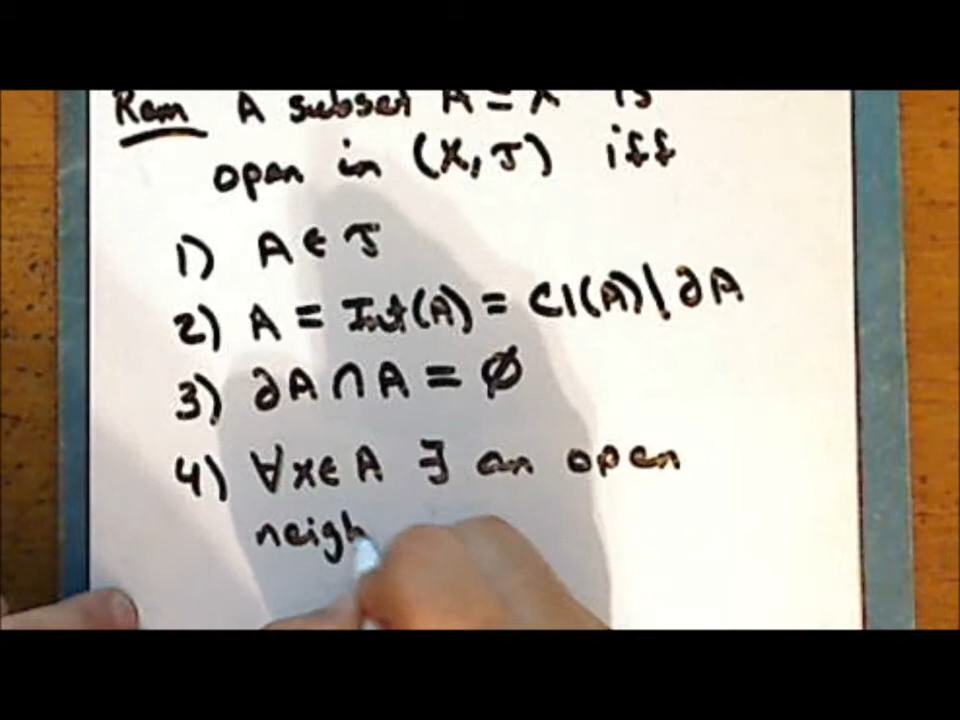 Rem A subset A ⊆ X is
open in (X, J) iff
1) A ∈ J
2) A = Int(A) = Cl(A) \ ∂A
3) ∂A ∩ A = ∅
4) ∀x∈A ∃ an open
neigh